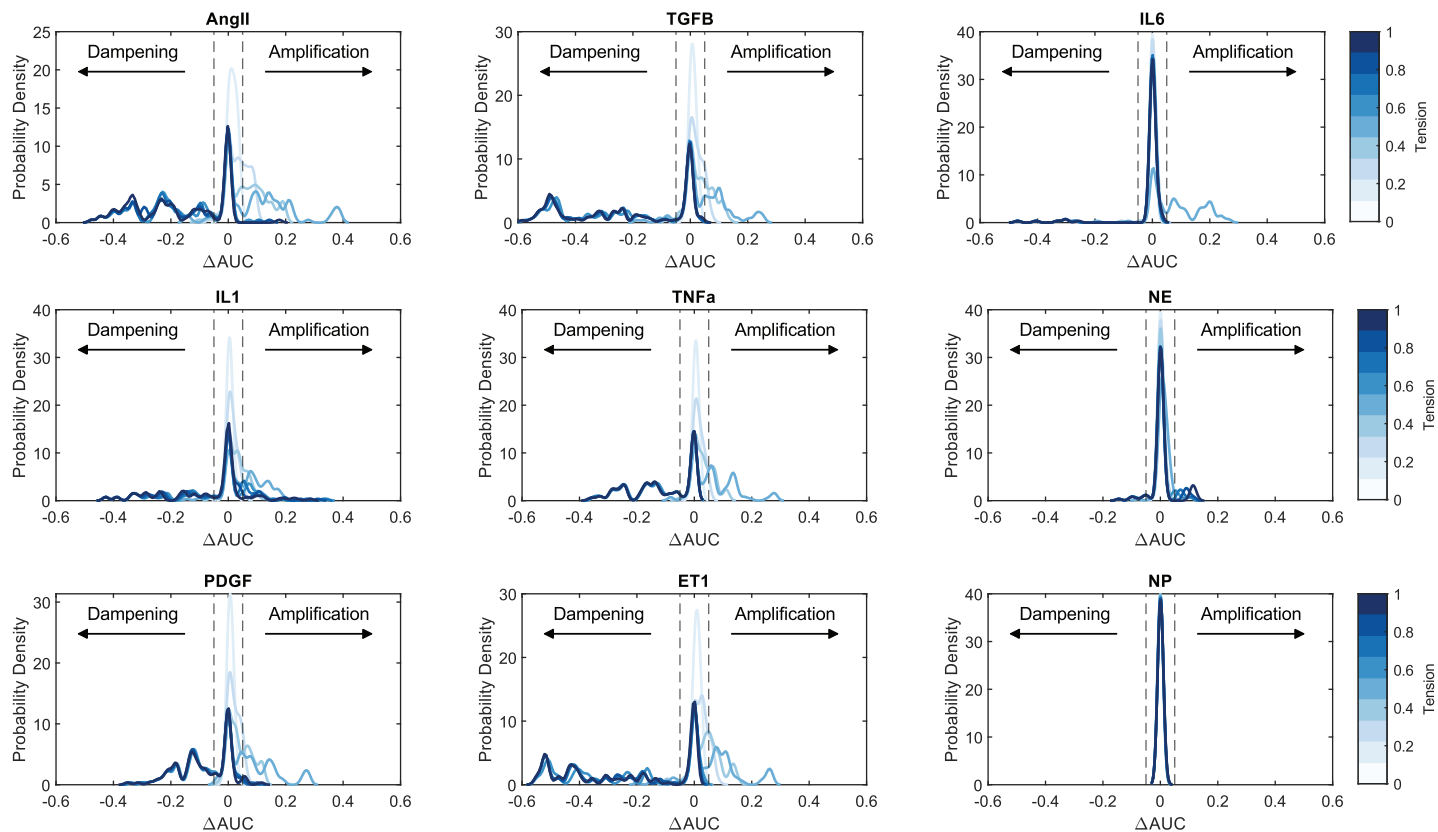 AngII
TGFB
IL6
25
20
15
10
5
0
Probability Density
Dampening
Amplification
-0.6 -0.4 -0.2 0 0.2 0.4 0.6
ΔAUC
30
20
10
0
Probability Density
Dampening
Amplification
-0.6 -0.4 -0.2 0 0.2 0.4 0.6
ΔAUC
40
30
20
10
0
Probability Density
Dampening
Amplification
-0.6 -0.4 -0.2 0 0.2 0.4 0.6
ΔAUC
1
0.8
0.6
0.4
0.2
0
Tension
IL1
TNFa
NE
40
30
20
10
0
Probability Density
Dampening
Amplification
-0.6 -0.4 -0.2 0 0.2 0.4 0.6
ΔAUC
40
30
20
10
0
Probability Density
Dampening
Amplification
-0.6 -0.4 -0.2 0 0.2 0.4 0.6
ΔAUC
40
30
20
10
0
Probability Density
Dampening
Amplification
-0.6 -0.4 -0.2 0 0.2 0.4 0.6
ΔAUC
1
0.8
0.6
0.4
0.2
0
Tension
PDGF
ET1
NP
30
20
10
0
Probability Density
Dampening
Amplification
-0.6 -0.4 -0.2 0 0.2 0.4 0.6
ΔAUC
30
20
10
0
Probability Density
Dampening
Amplification
-0.6 -0.4 -0.2 0 0.2 0.4 0.6
ΔAUC
40
30
20
10
0
Probability Density
Dampening
Amplification
-0.6 -0.4 -0.2 0 0.2 0.4 0.6
ΔAUC
1
0.8
0.6
0.4
0.2
0
Tension